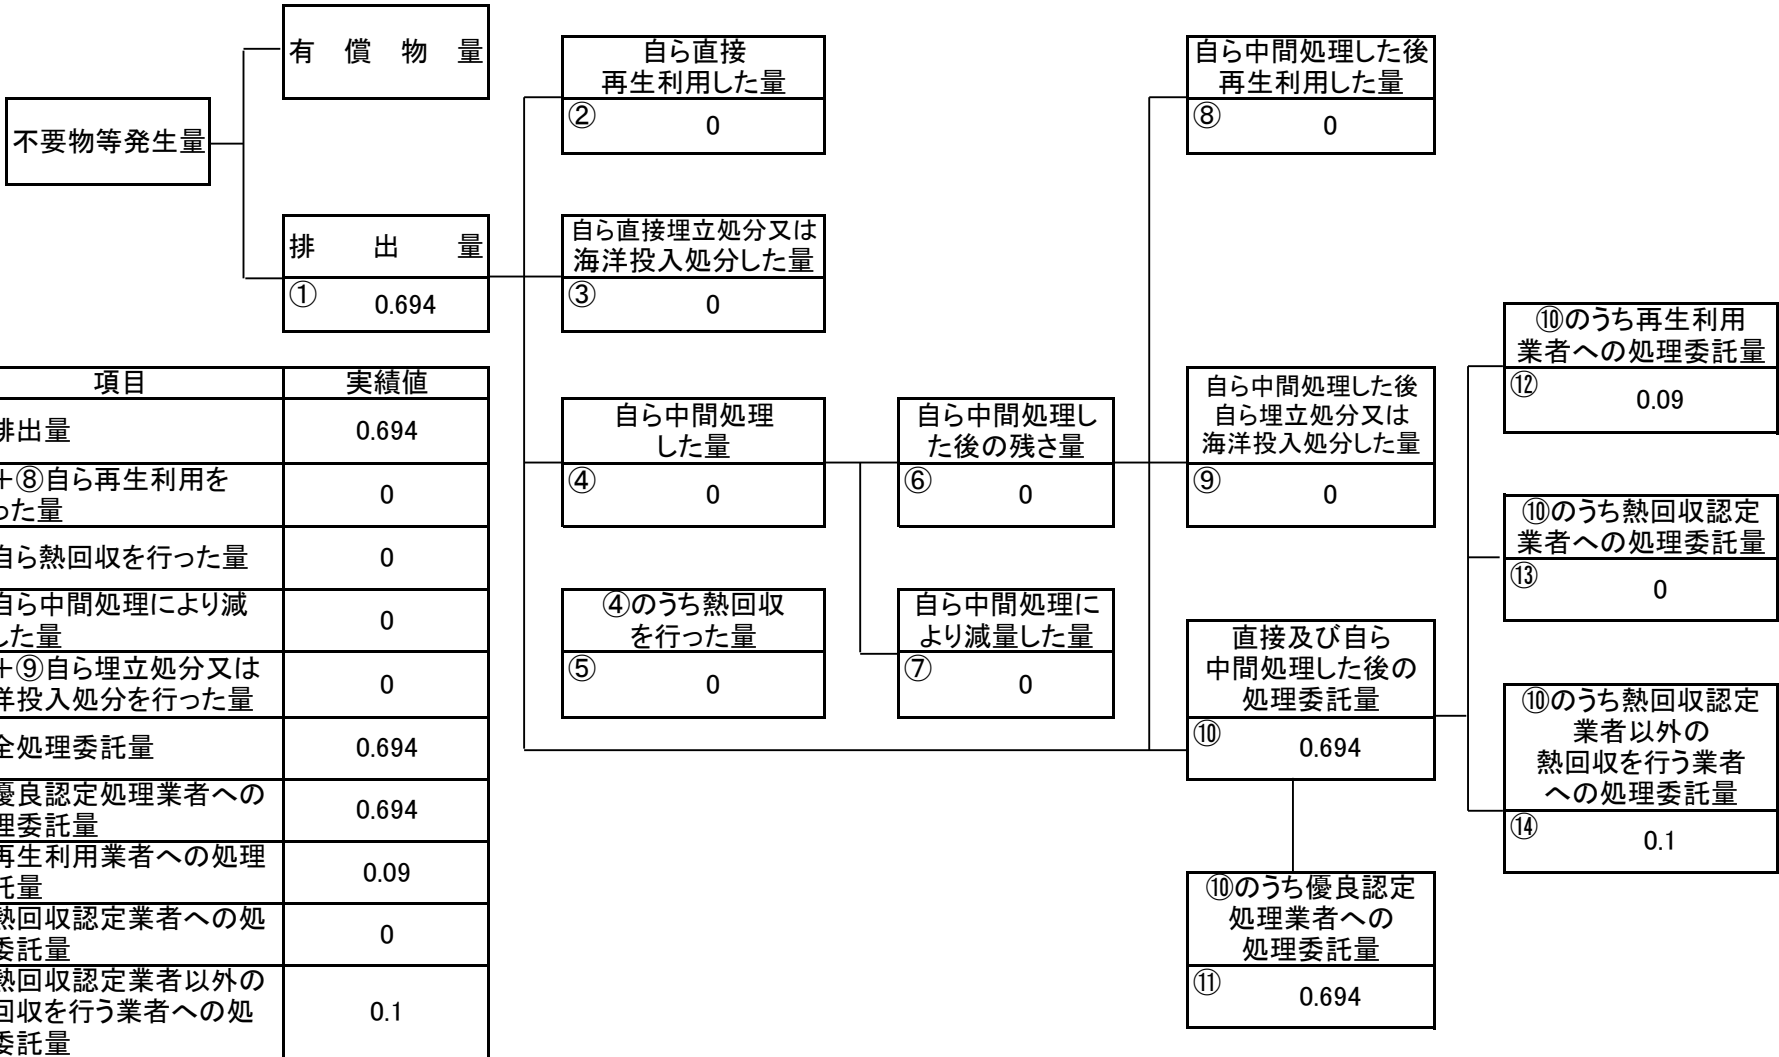 不要物等発生量
有償物量
排出量
①
0.694
自ら直接
再生利用した量
②
0
自ら直接埋立処分又は
海洋投入処分した量
③
0
自ら中間処理
した量
④
0
④のうち熱回収
を行った量
⑤
0
自ら中間処理し
た後の残さ量
⑥
0
自ら中間処理に
より減量した量
⑦
0
自ら中間処理した後
再生利用した量
⑧
0
自ら中間処理した後
自ら埋立処分又は
海洋投入処分した量
⑨
0
直接及び自ら
中間処理した後の
処理委託量
⑩
0.694
⑩のうち優良認定
処理業者への
処理委託量
⑪
0.694
⑩のうち再生利用
業者への処理委託量
⑫
0.09
⑩のうち熱回収認定
業者への処理委託量
⑬
0
⑩のうち熱回収認定
業者以外の
熱回収を行う業者
への処理委託量
⑭
0.1
項目 実績値
排出量 0.694
+⑧自ら再生利用を
った量
0
自ら熱回収を行った量 0
自ら中間処理により減
した量
0
+⑨自ら埋立処分又は
洋投入処分を行った量
0
全処理委託量 0.694
優良認定処理業者への
理委託量
0.694
再生利用業者への処理
託量
0.09
熱回収認定業者への処
委託量
0
熱回収認定業者以外の
回収を行う業者への処
委託量
0.1